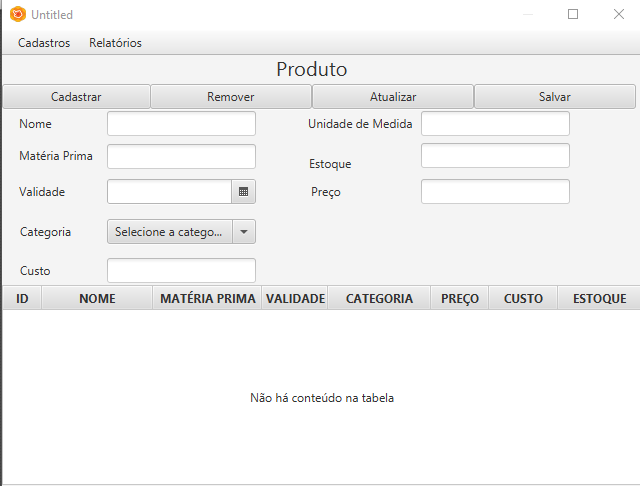 Untitled
Cadastros Relatórios
Produto
Cadastrar Remover Atualizar Salvar
Nome Unidade de Medida
Matéria Prima Estoque
Validade Preço
Categoria Selecione a catego...
Custo
ID NOME MATÉRIA PRIMA VALIDADE CATEGORIA PREÇO CUSTO ESTOQUE
Não há conteúdo na tabela